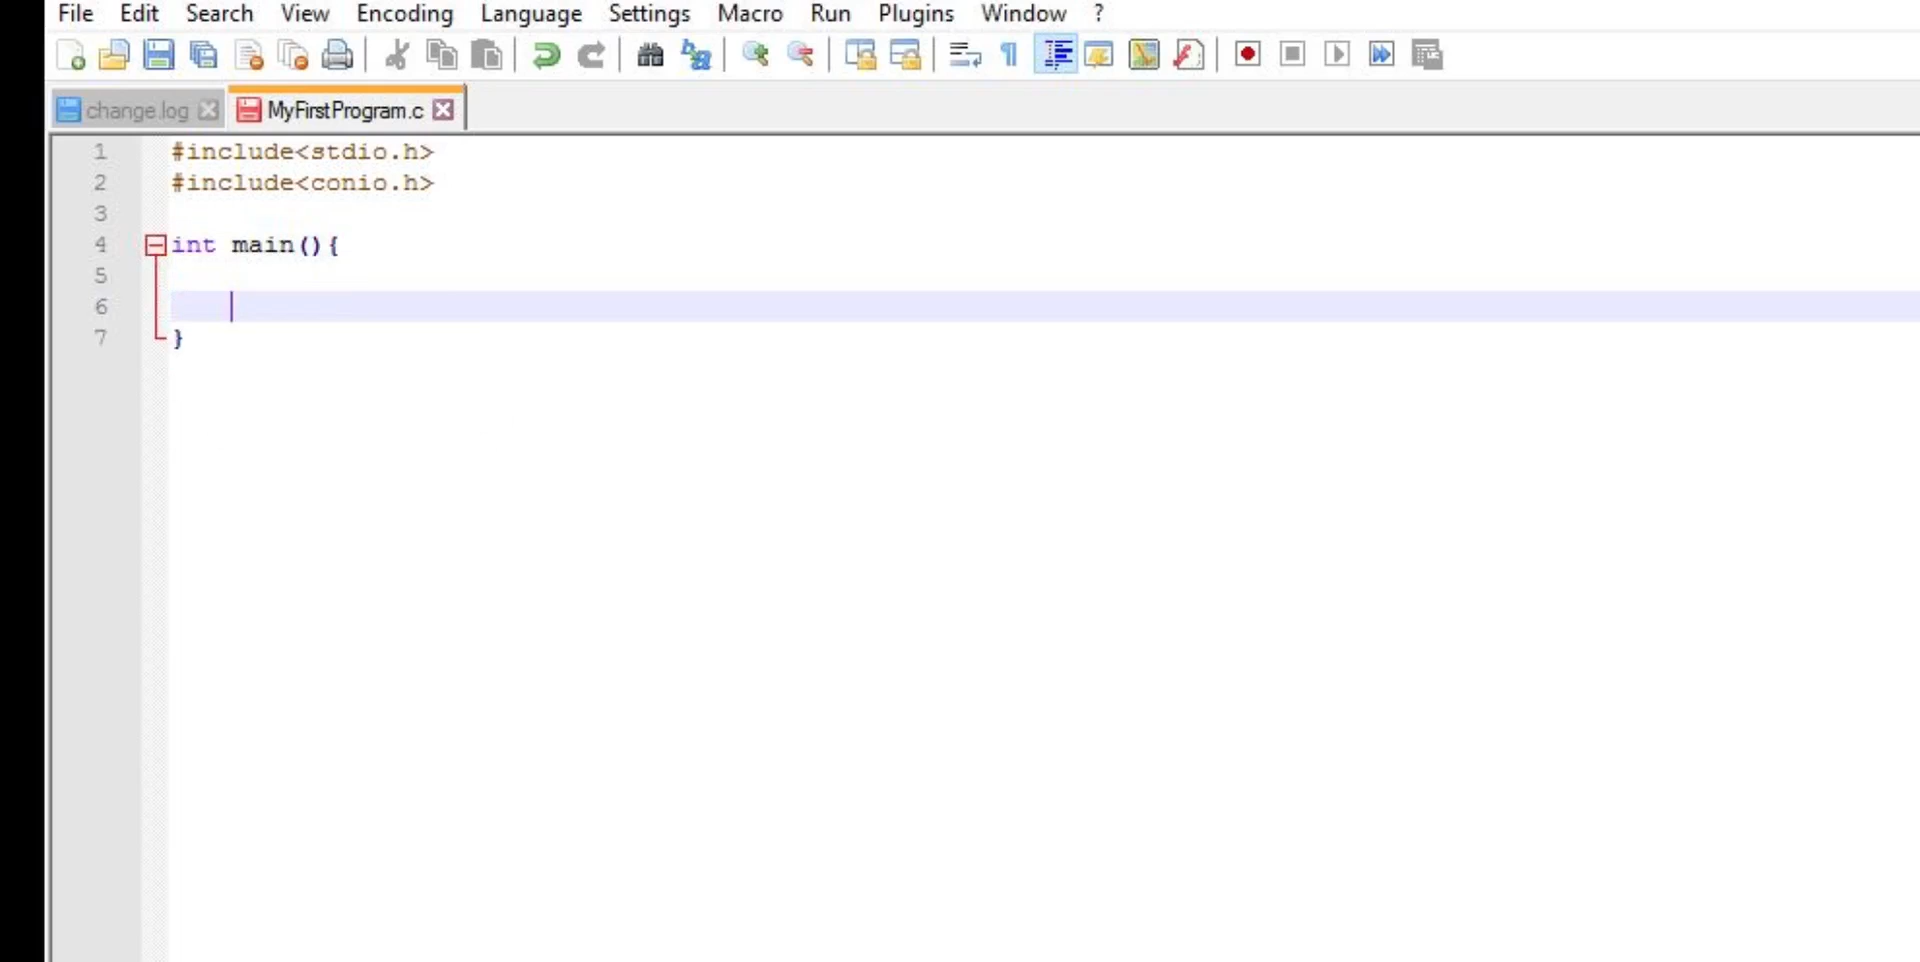 File Edit Search View Encoding Language Settings Macro Run Plugins Window ?
change.log MyFirstProgram.c
1 #include<stdio.h>
2 #include<conio.h>
3
4 int main(){
5
6
7 }